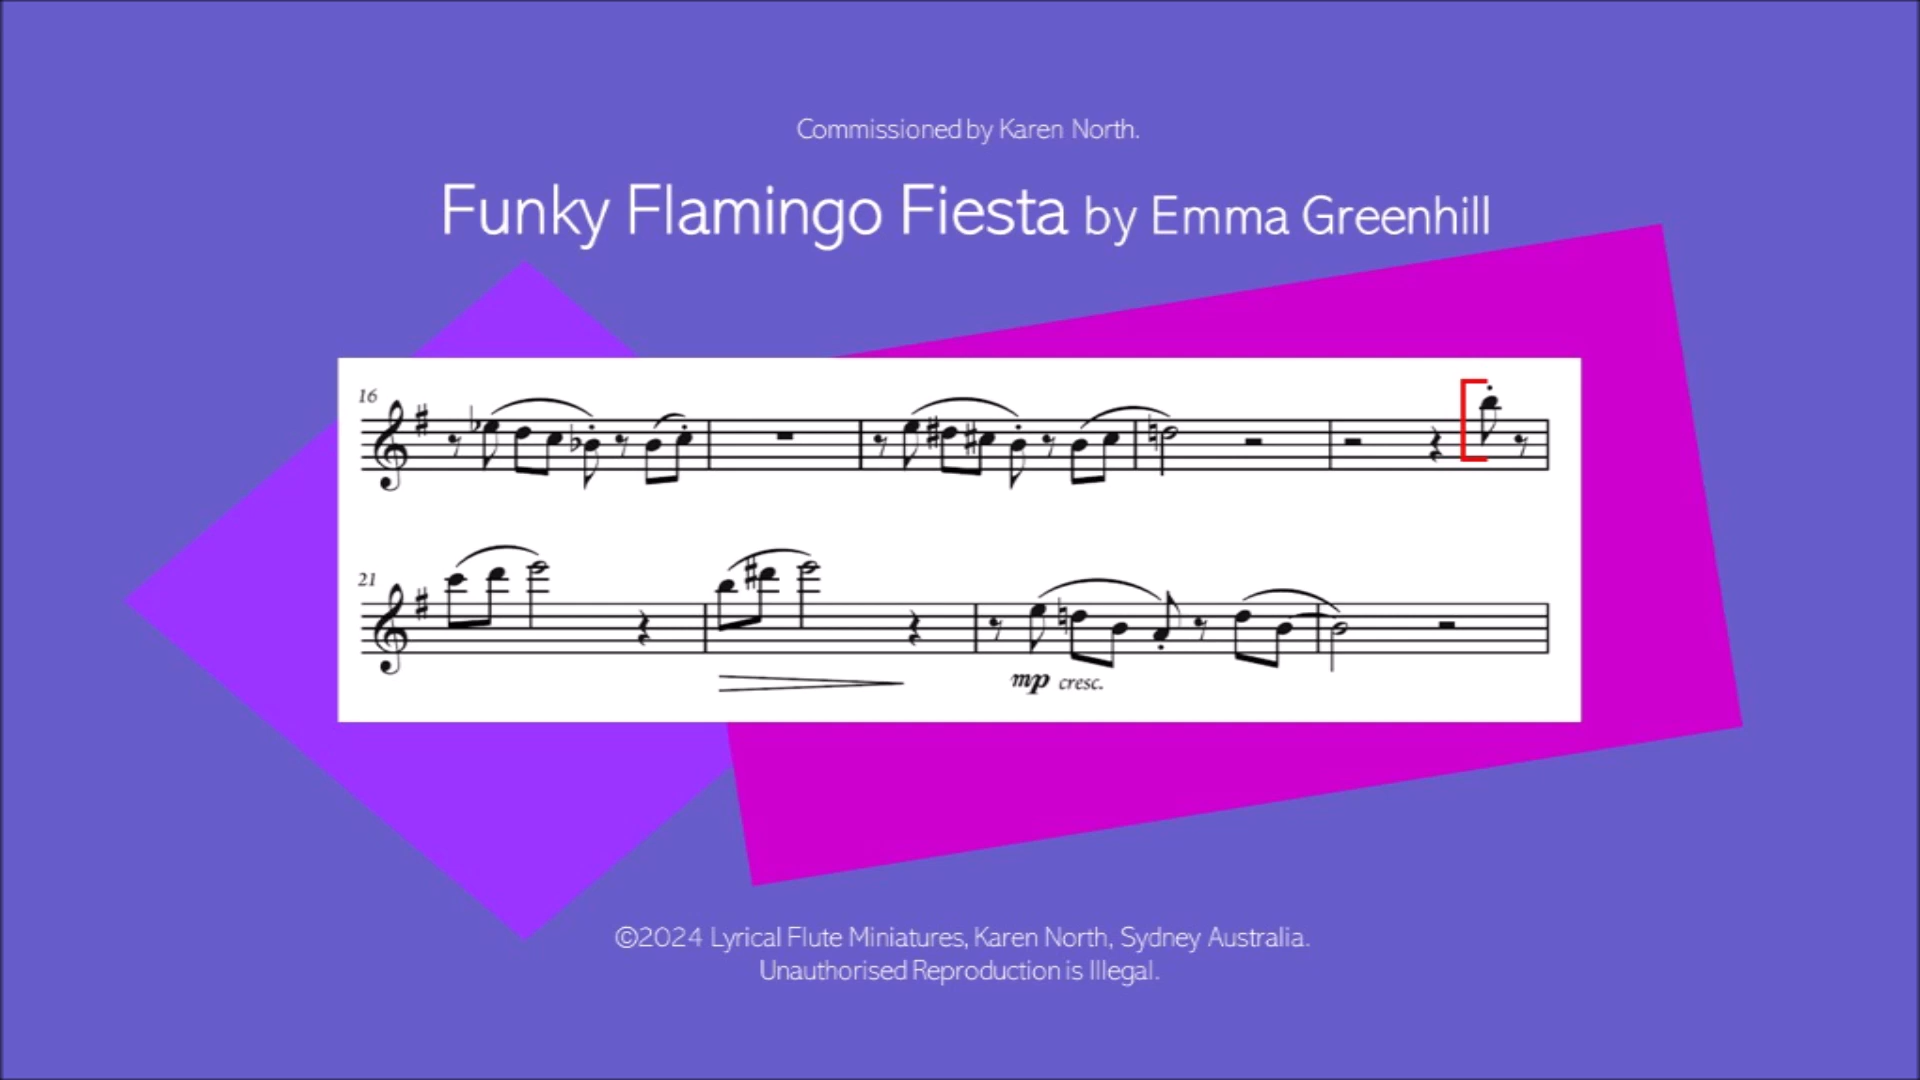 Commissioned by Karen North.
Funky Flamingo Fiesta by Emma Greenhill
16
21
mp cresc.
©2024 Lyrical Flute Miniatures, Karen North, Sydney Australia.
Unauthorised Reproduction is Illegal.